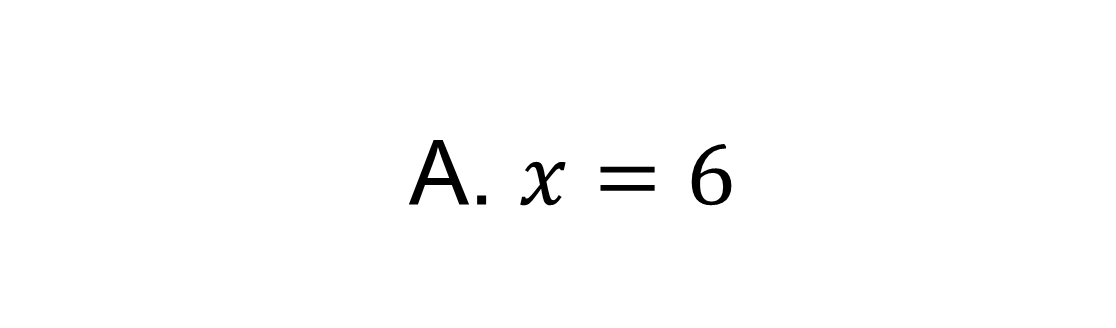 A. x = 6